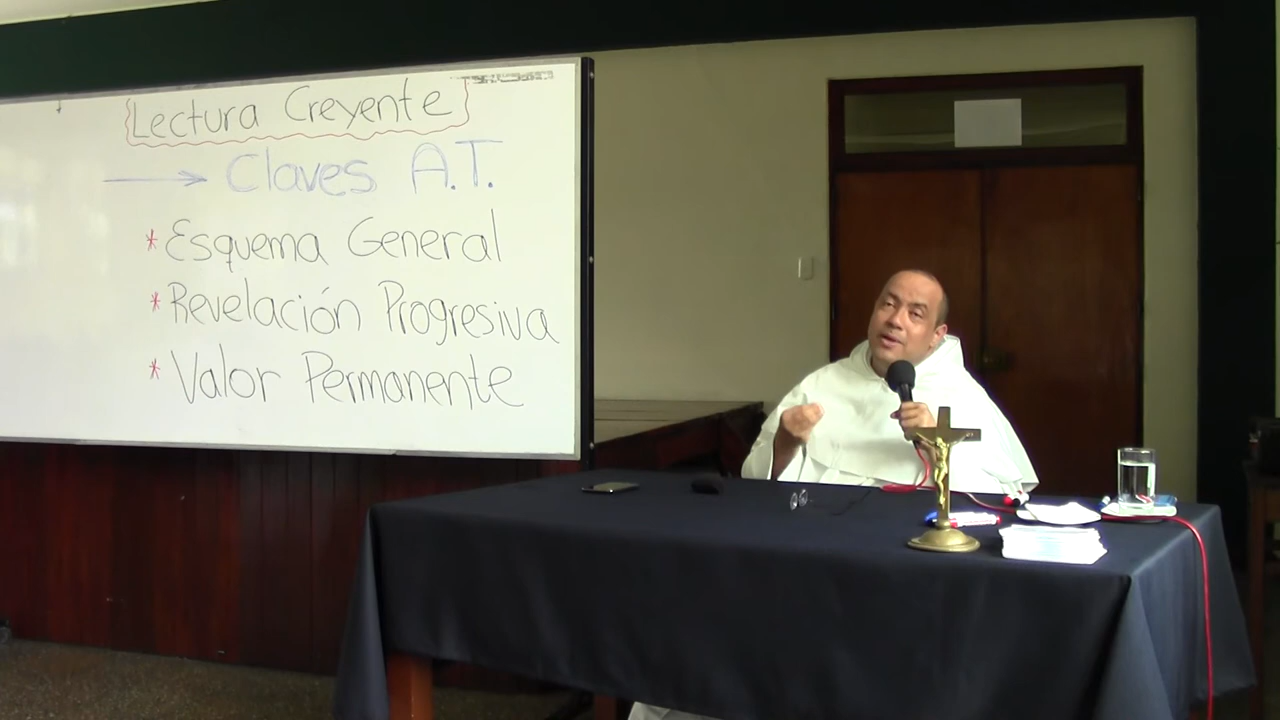 Lectura Creyente
→ Claves A.T.
* Esquema General
* Revelación Progresiva
* Valor Permanente